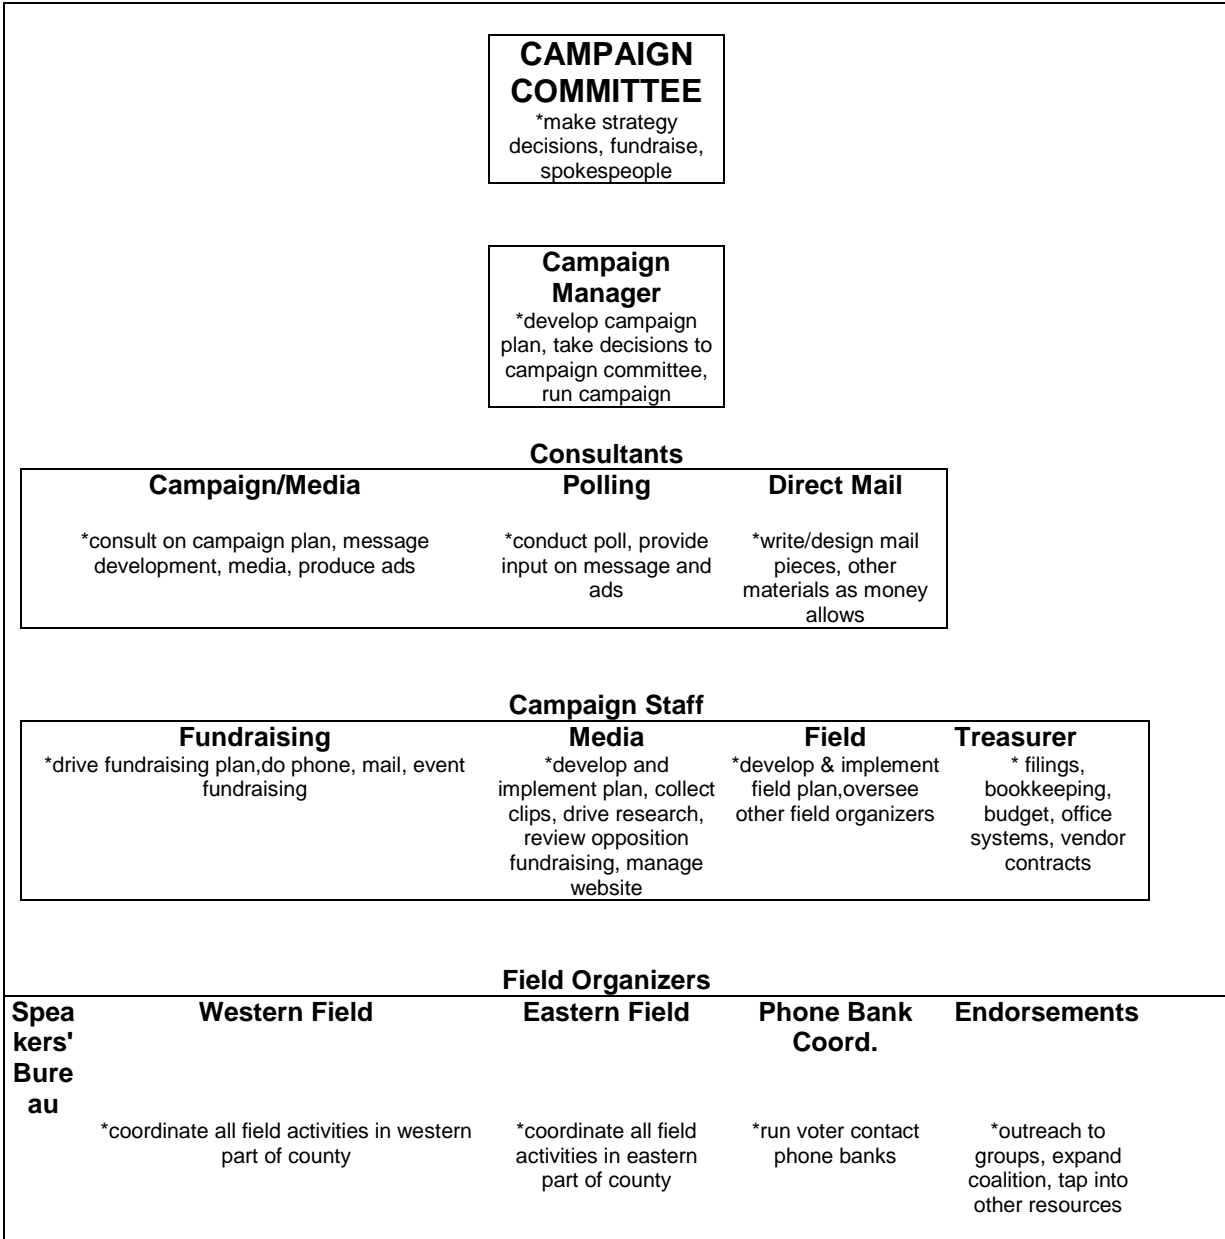 CAMPAIGN
COMMITTEE
*make strategy
decisions, fundraise,
spokespeople
Campaign
Manager
*develop campaign
plan, take decisions to
campaign committee,
run campaign
Consultants
Campaign/Media
*consult on campaign plan, message
development, media, produce ads
Polling
*conduct poll, provide
input on message and
ads
Direct Mail
*write/design mail
pieces, other
materials as money
allows
Campaign Staff
Fundraising
*drive fundraising plan,do phone, mail, event
fundraising
Media
*develop and
implement plan, collect
clips, drive research,
review opposition
fundraising, manage
website
Field
*develop & implement
field plan,oversee
other field organizers
Treasurer
* filings,
bookkeeping,
budget, office
systems, vendor
contracts
Field Organizers
Spea
kers'
Bure
au
Western Field
*coordinate all field activities in western
part of county
Eastern Field
*coordinate all field
activities in eastern
part of county
Phone Bank
Coord.
*run voter contact
phone banks
Endorsements
*outreach to
groups, expand
coalition, tap into
other resources